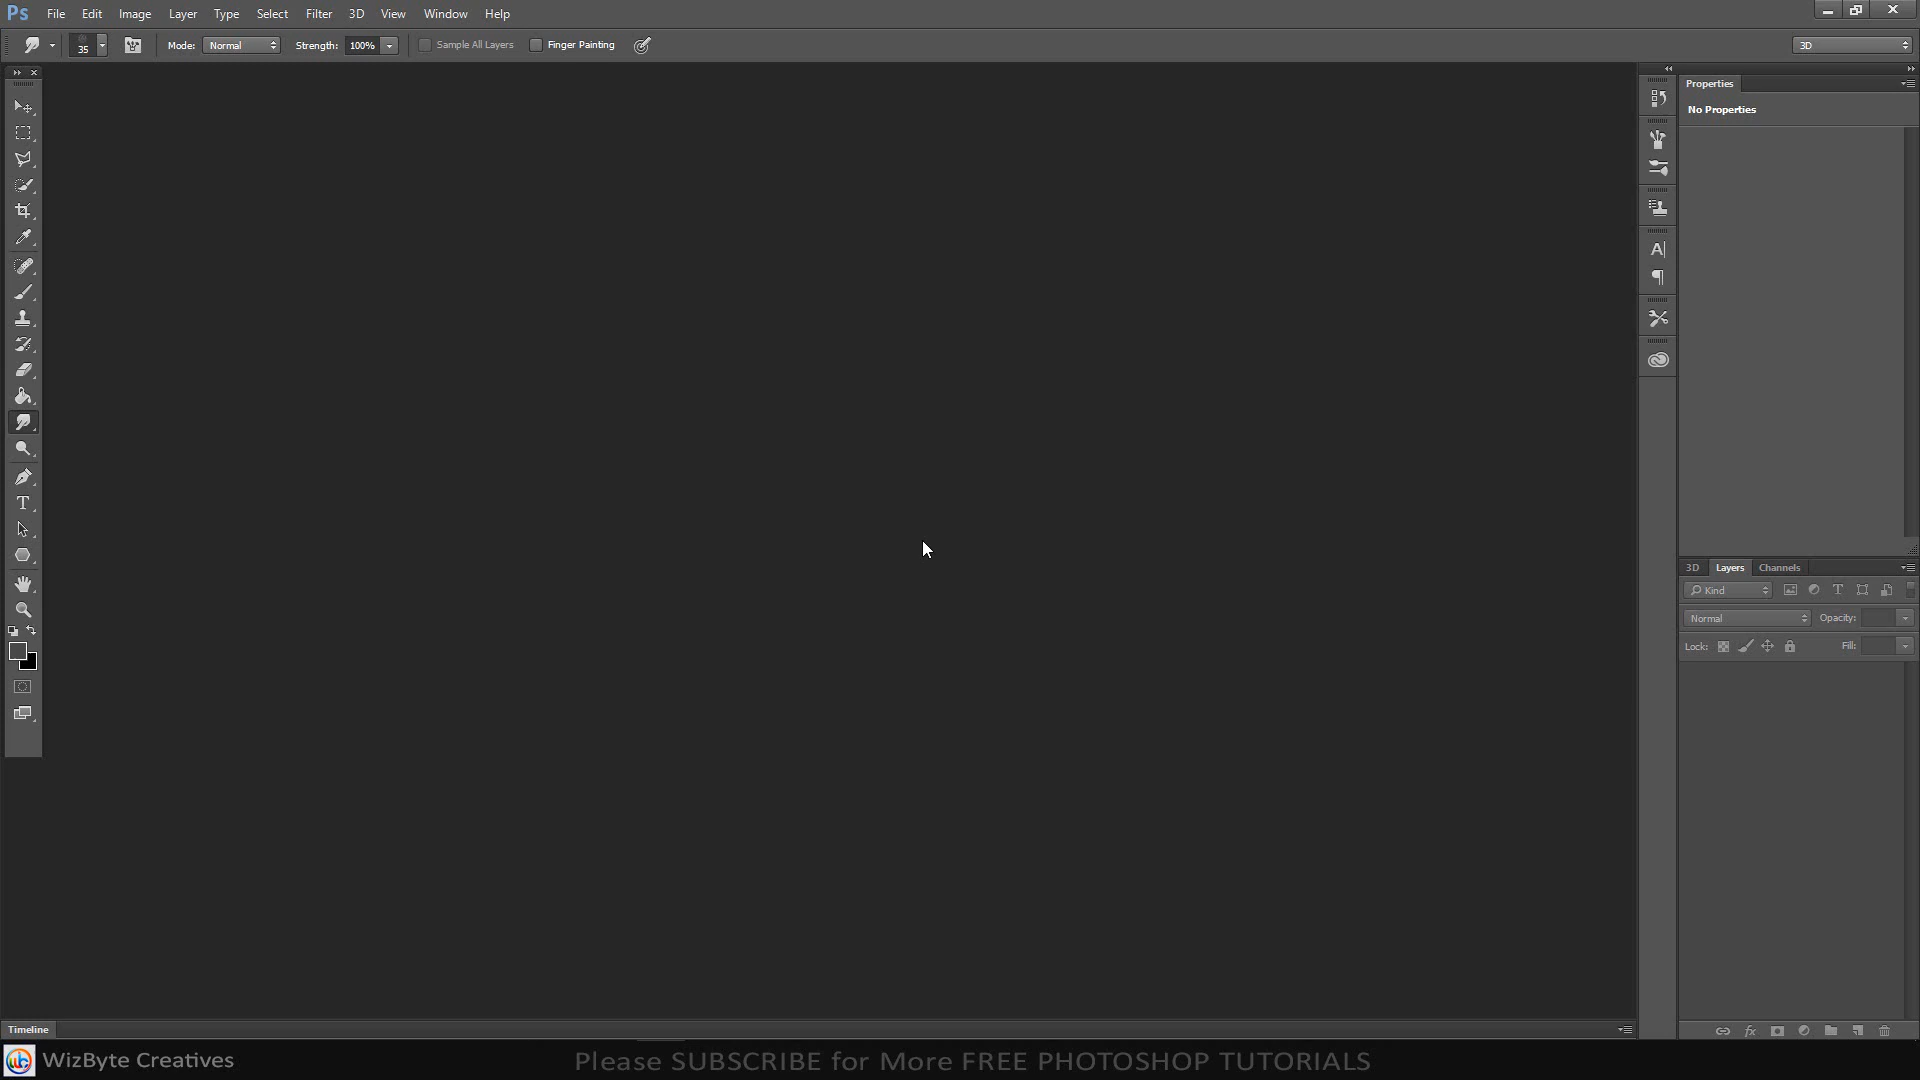 Ps File Edit Image Layer Type Select Filter 3D View Window Help
35 Mode: Normal Strength: 100% Sample All Layers Finger Painting 3D
Properties
No Properties
3D Layers Channels
Kind
Normal Opacity:
Lock: Fill:
Timeline
WizByte Creatives Please SUBSCRIBE for More FREE PHOTOSHOP TUTORIALS